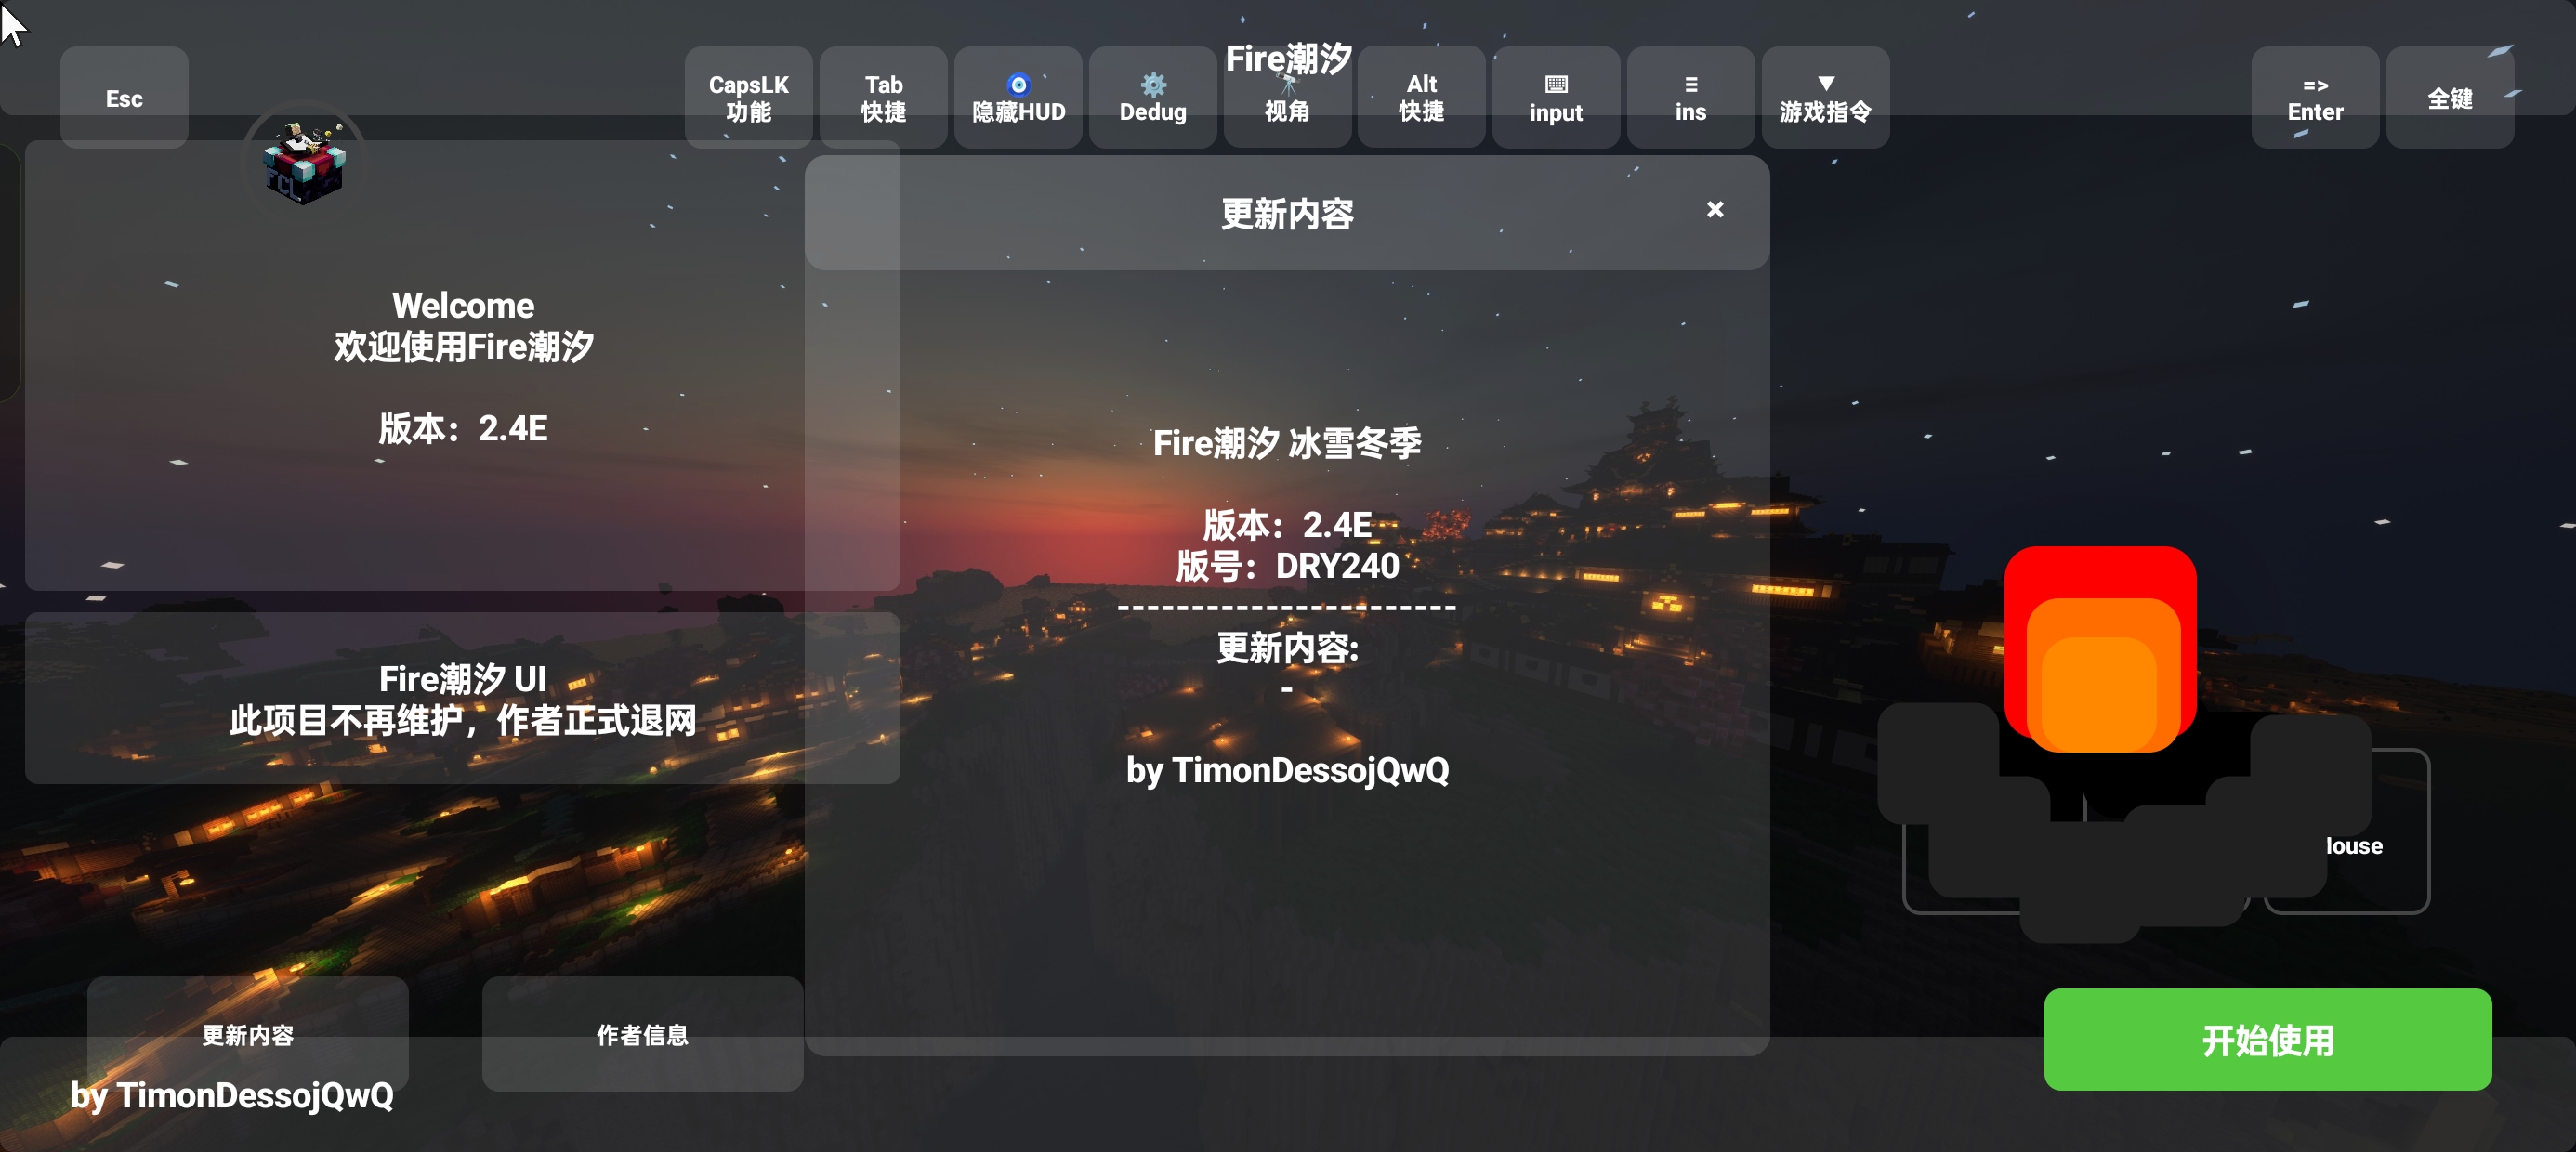 Fire潮汐
Esc
CapsLK
功能
Tab
快捷
隐藏HUD
Dedug
视角
Alt
快捷
input
ins
游戏指令
=>
Enter
全键
FCL
Welcome
欢迎使用Fire潮汐
版本：2.4E
Fire潮汐 UI
此项目不再维护，作者正式退网
更新内容
×
Fire潮汐 冰雪冬季
版本：2.4E
版号：DRY240
-----------------------
更新内容:
-
by TimonDessojQwQ
更新内容
作者信息
by TimonDessojQwQ
开始使用